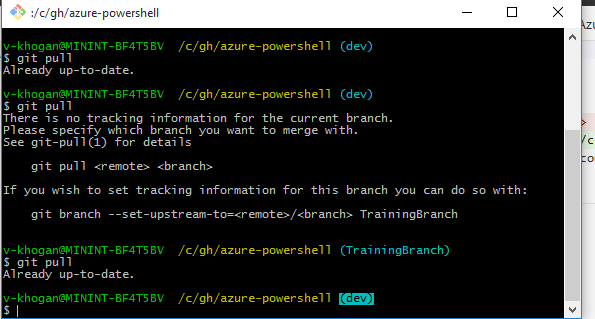 :/c/gh/azure-powershell
v-khogan@MININT-BF4T5BV /c/gh/azure-powershell (dev)
$ git pull
Already up-to-date.
v-khogan@MININT-BF4T5BV /c/gh/azure-powershell (dev)
$ git pull
There is no tracking information for the current branch.
Please specify which branch you want to merge with.
See git-pull(1) for details
git pull <remote> <branch>
If you wish to set tracking information for this branch you can do so with:
git branch --set-upstream-to=<remote>/<branch> TrainingBranch
v-khogan@MININT-BF4T5BV /c/gh/azure-powershell (TrainingBranch)
$ git pull
Already up-to-date.
v-khogan@MININT-BF4T5BV /c/gh/azure-powershell (dev)
$